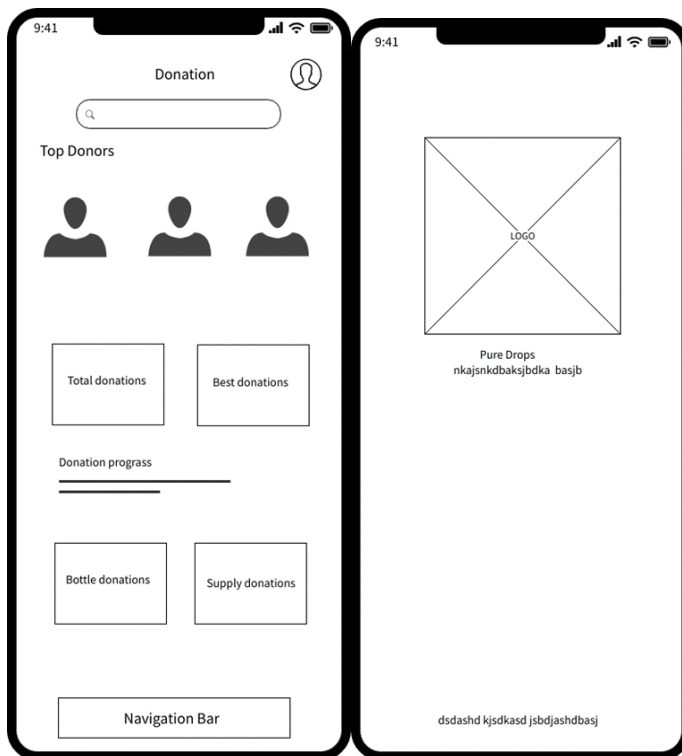 9:41
Donation
Top Donors
Total donations
Best donations
Donation prograss
Bottle donations
Supply donations
Navigation Bar
9:41
LOGO
Pure Drops
nkajsnkdbaksjbdka basjb
dsdashd kjsdkasd jsbdjashdbasj